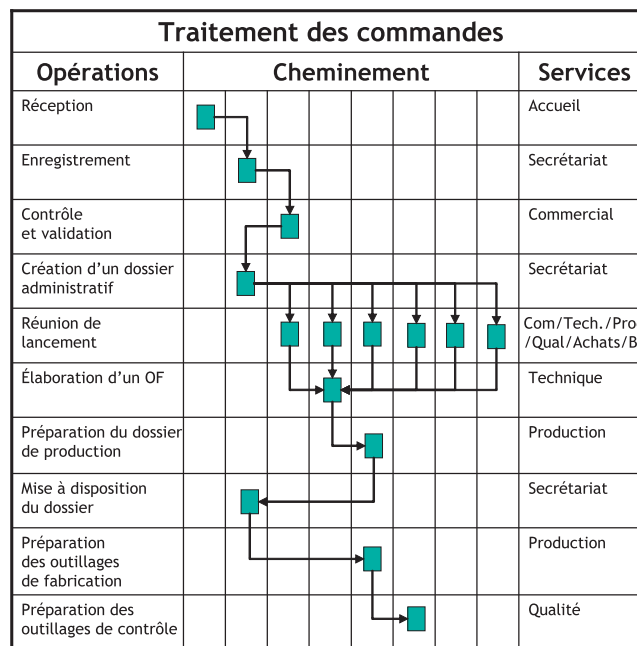 Traitement des commandes
Opérations Cheminement Services
Réception Accueil
Enregistrement Secrétariat
Contrôle
et validation
Commercial
Création d'un dossier
administratif
Secrétariat
Réunion de
lancement
Com/Tech./Pro
/Qual/Achats/B
Élaboration d'un OF Technique
Préparation du dossier
de production
Production
Mise à disposition
du dossier
Secrétariat
Préparation
des outillages
de fabrication
Production
Préparation des
outillages de contrôle
Qualité